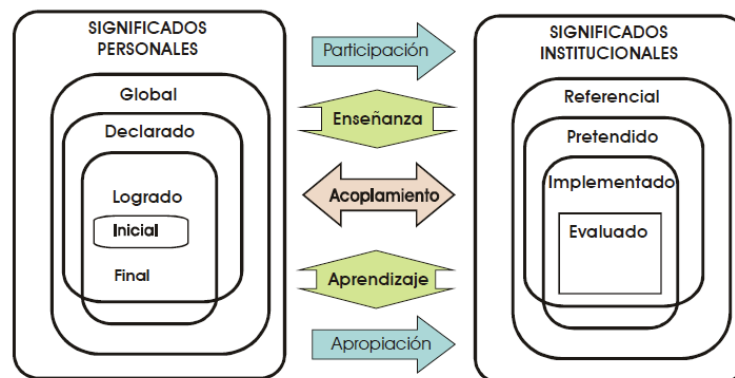 SIGNIFICADOS
PERSONALES
Global
Declarado
Logrado
Inicial
Final
Participación
Enseñanza
Acoplamiento
Aprendizaje
Apropiación
SIGNIFICADOS
INSTITUCIONALES
Referencial
Pretendido
Implementado
Evaluado